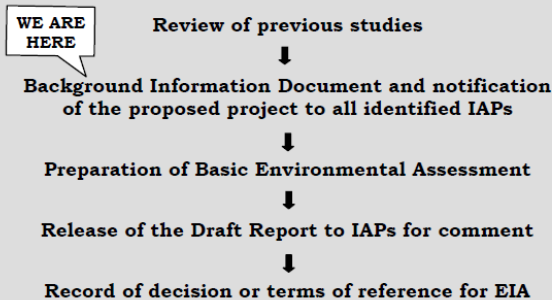 WE ARE
HERE
Review of previous studies
Background Information Document and notification
of the proposed project to all identified IAPs
Preparation of Basic Environmental Assessment
Release of the Draft Report to IAPs for comment
Record of decision or terms of reference for EIA